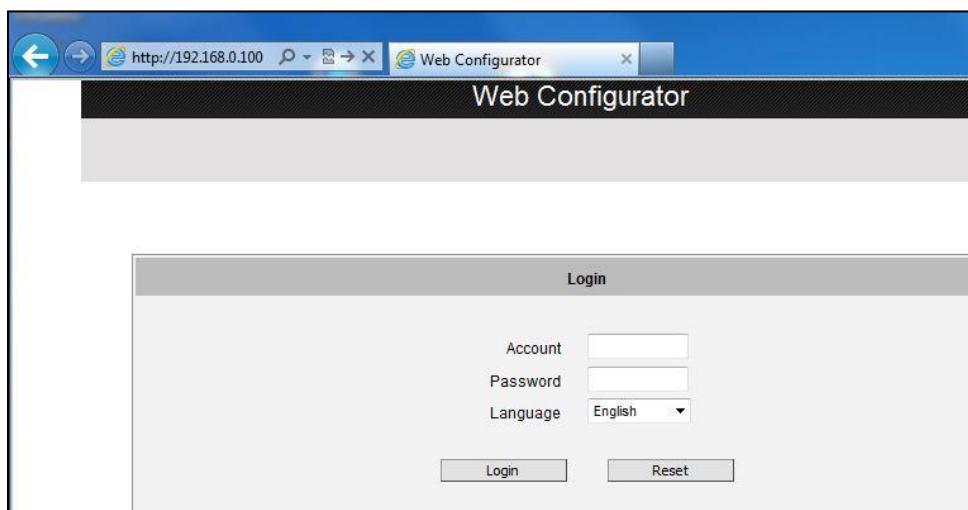 http://192.168.0.100 Web Configurator
Web Configurator
Login
Account
Password
Language English
Login Reset